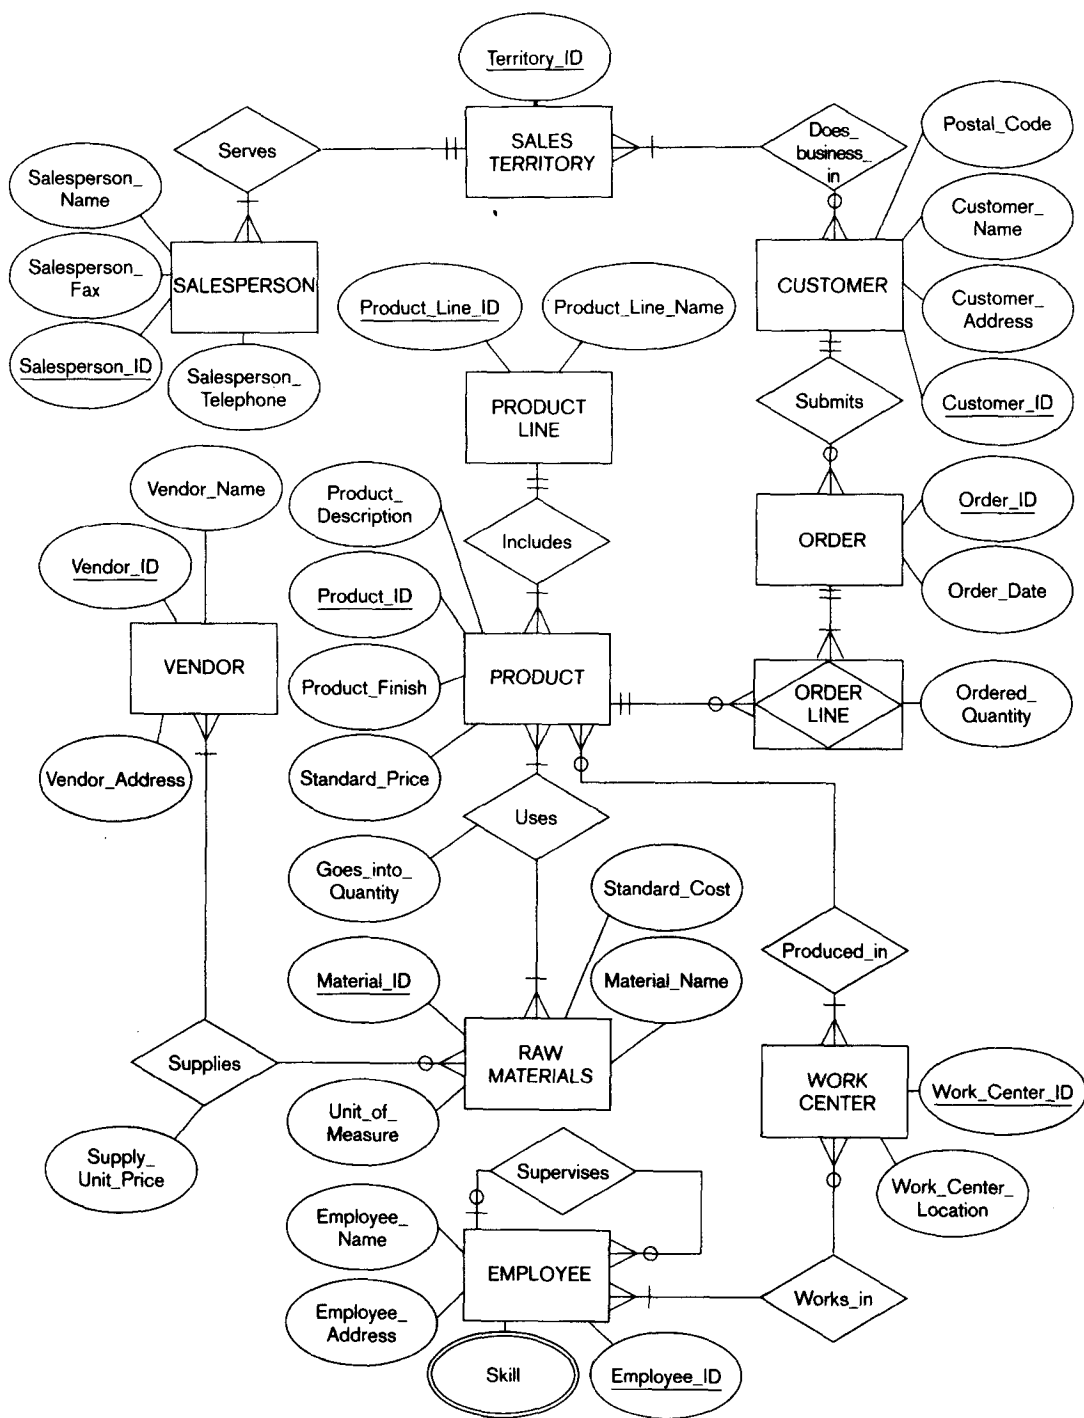 Territory_ID
Serves
SALES
TERRITORY
Does_
business_
in
Postal_Code
Salesperson_
Name
Customer_
Name
Salesperson_
Fax
SALESPERSON
CUSTOMER
Product_Line_ID
Product_Line_Name
Customer_
Address
Salesperson_ID
Salesperson_
Telephone
PRODUCT
LINE
Submits
Customer_ID
Vendor_Name
Product_
Description
Order_ID
Includes
ORDER
Vendor_ID
Product_ID
Order_Date
VENDOR
PRODUCT
Product_Finish
ORDER
LINE
Ordered_
Quantity
Vendor_Address
Standard_Price
Uses
Goes_into_
Quantity
Standard_Cost
Produced_in
Material_ID
Material_Name
Supplies
RAW
MATERIALS
WORK
CENTER
Work_Center_ID
Unit_of_
Measure
Supply_
Unit_Price
Supervises
Work_Center_
Location
Employee_
Name
EMPLOYEE
Works_in
Employee_
Address
Skill
Employee_ID